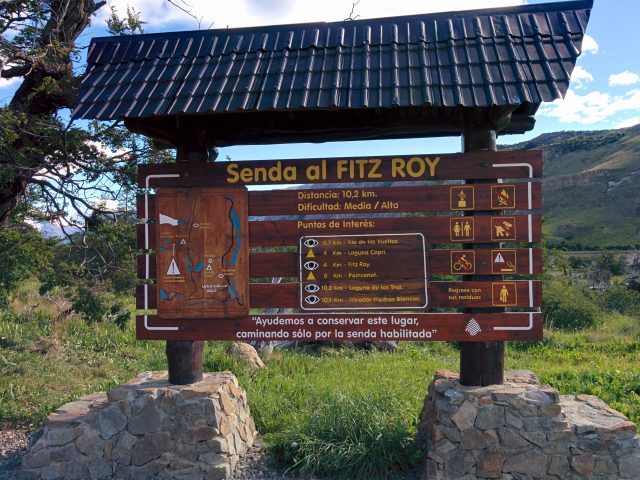 Senda al FITZ ROY
Distancia: 10,2 km.
Dificultad: Media / Alta
Puntos de Interés:
0,7 Km - Río de las Vueltas.
4 Km - Laguna Capri.
4 Km - Fitz Roy.
8 Km - Poincenot.
10,2 Km - Laguna de los Tres.
10,1 Km - Mirador Piedras Blancas.
Regrese con
sus residuos
"Ayudemos a conservar este lugar,
caminando sólo por la senda habilitada"